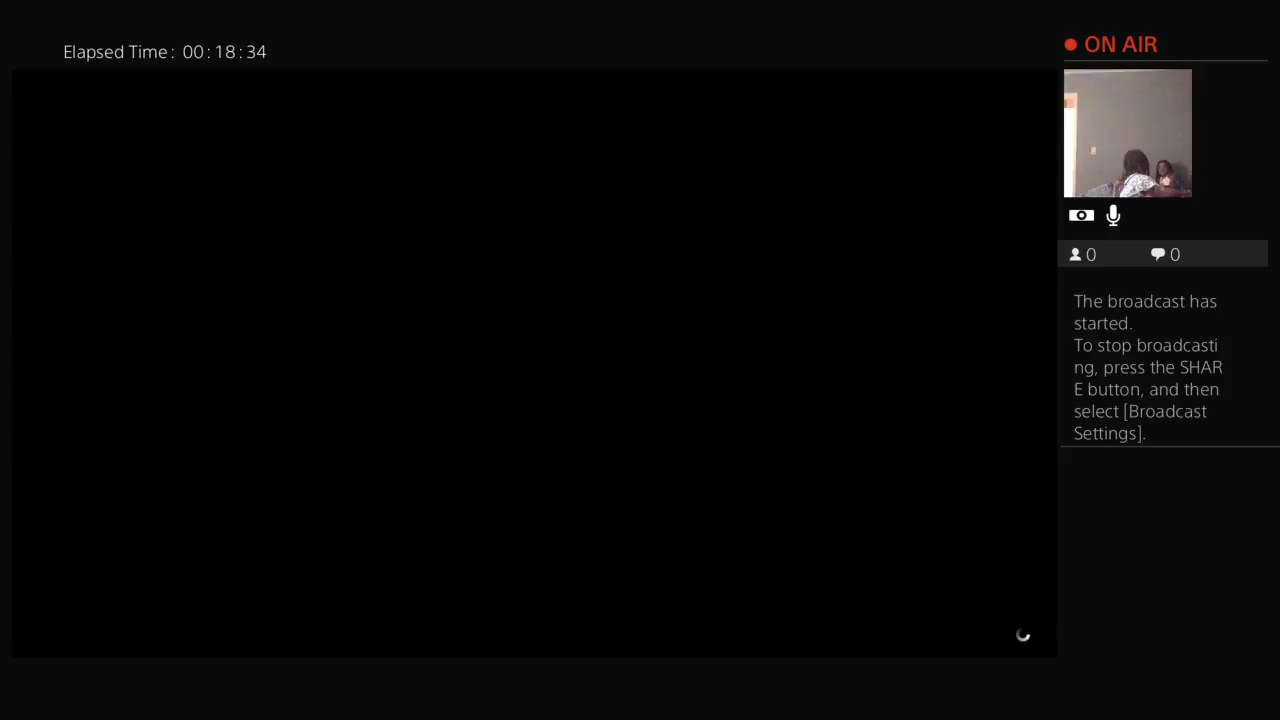 Elapsed Time: 00:18:34
ON AIR
0 0
The broadcast has
started.
To stop broadcasti
ng, press the SHAR
E button, and then
select [Broadcast
Settings].